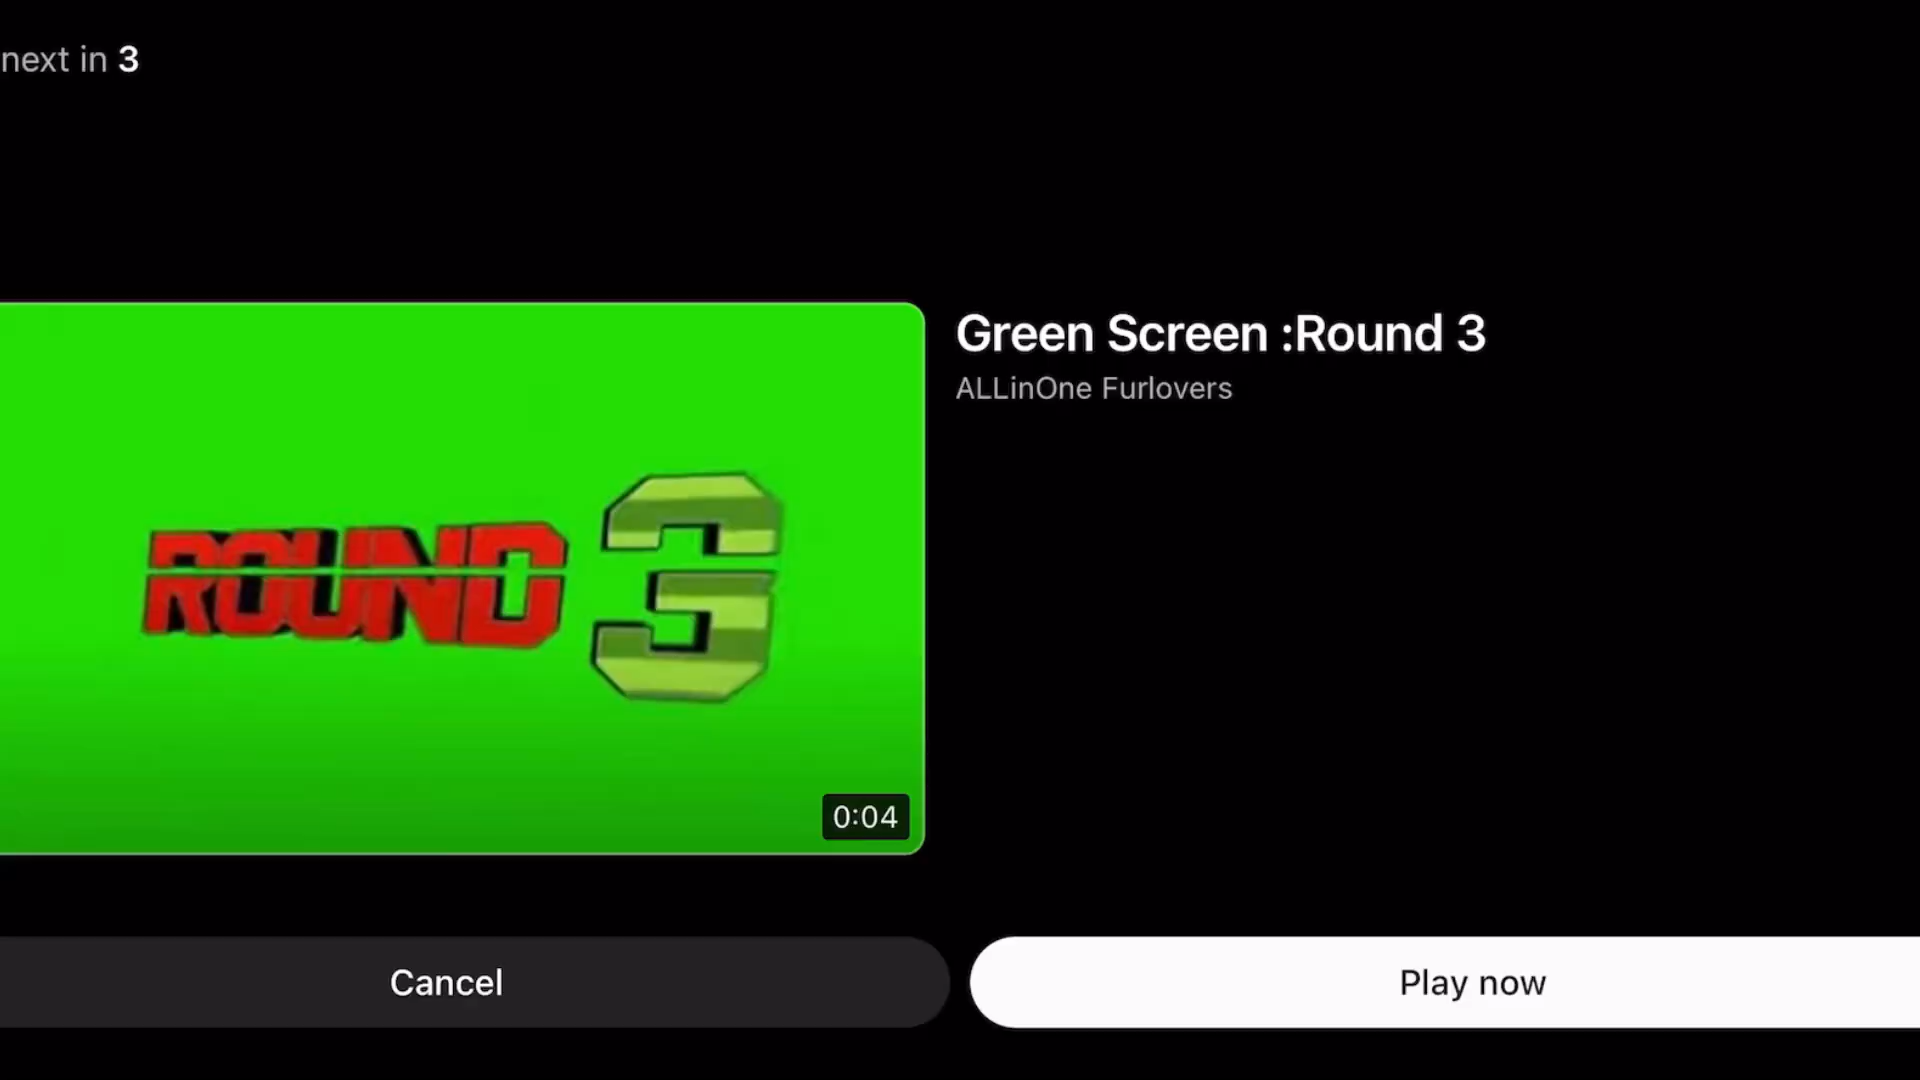 next in 3
Green Screen :Round 3
ALLinOne Furlovers
ROUND 3
0:04
Cancel
Play now